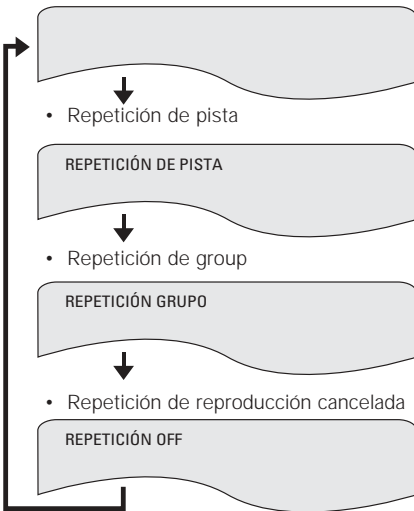 • Repetición de pista
REPETICIÓN DE PISTA
• Repetición de group
REPETICIÓN GRUPO
• Repetición de reproducción cancelada
REPETICIÓN OFF